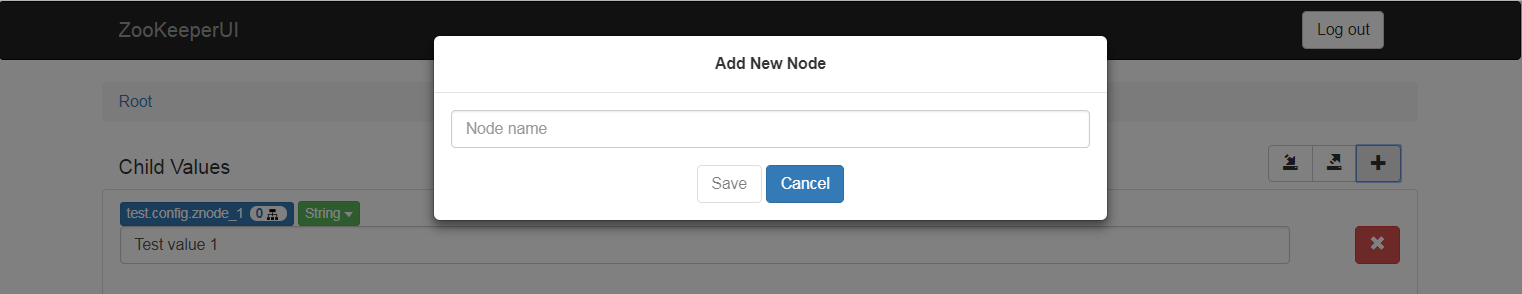 ZooKeeperUI
Log out
Add New Node
Root
Node name
Child Values
Save Cancel
test.config.znode_1 0 String
Test value 1